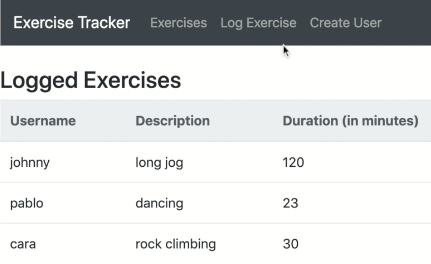 Exercise Tracker Exercises Log Exercise Create User
Logged Exercises
Username Description Duration (in minutes)
johnny long jog 120
pablo dancing 23
cara rock climbing 30